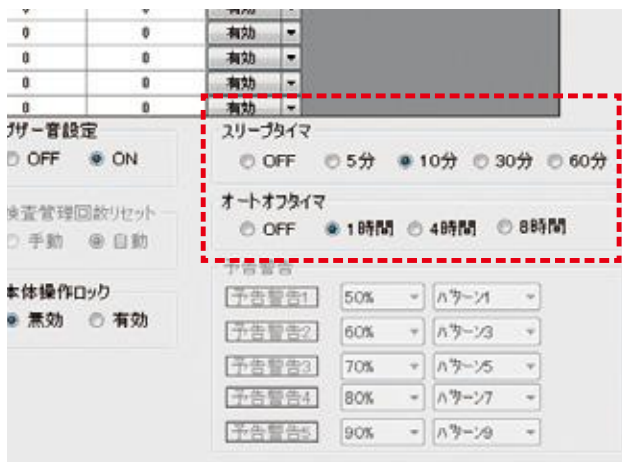 0 0 有効
0 0 有効
0 0 有効
0 0 有効
0 0 有効
ブザー音設定
OFF ON
スリープタイマ
OFF 5分 10分 30分 60分
検査管理回数リセット
手動 自動
オートオフタイマ
OFF 1時間 4時間 8時間
本体操作ロック
無効 有効
予告警告
予告警告1 50% パターン1
予告警告2 60% パターン3
予告警告3 70% パターン5
予告警告4 80% パターン7
予告警告5 90% パターン9